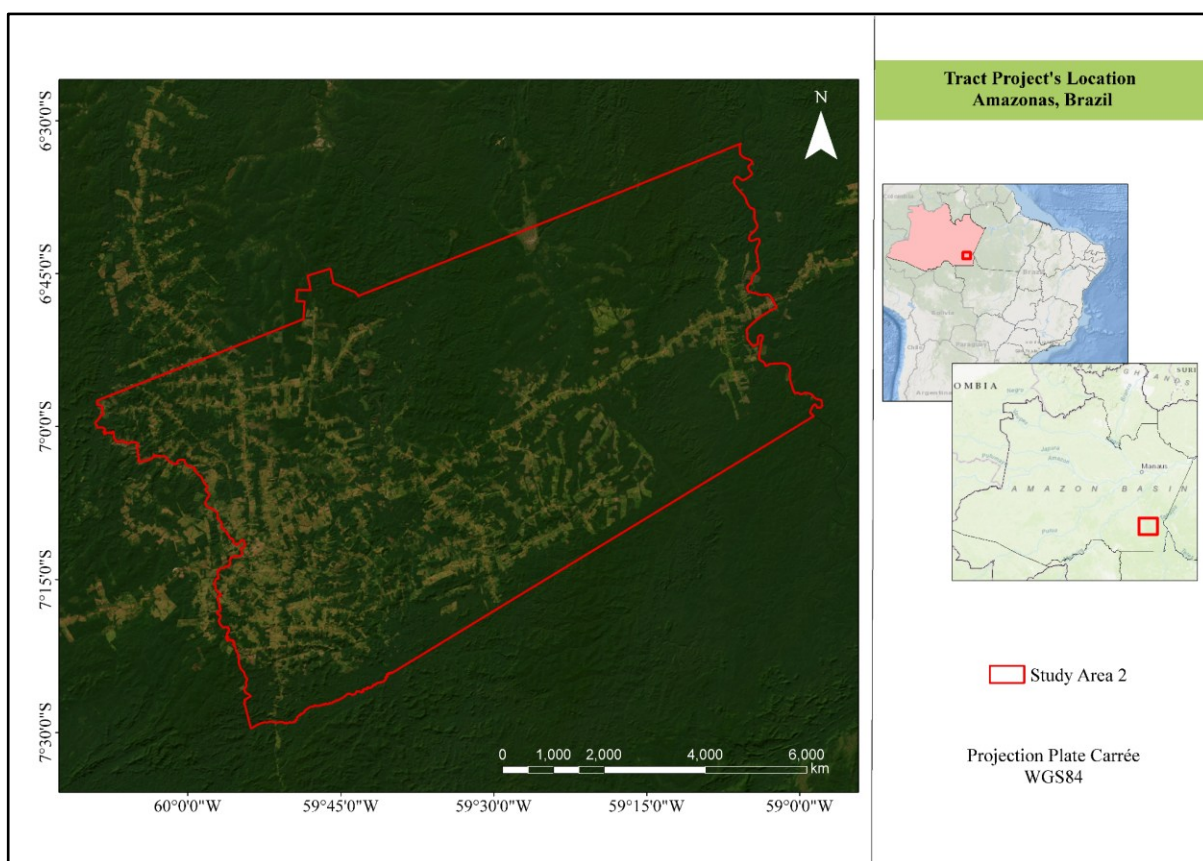 6°30'0"S
6°45'0"S
7°0'0"S
7°15'0"S
7°30'0"S
N
0 1,000 2,000 4,000 6,000
km
60°0'0"W 59°45'0"W 59°30'0"W 59°15'0"W 59°0'0"W
Tract Project's Location
Amazonas, Brazil
OMBIA
SURI
Manaus
AMAZON BASIN
Study Area 2
Projection Plate Carrée
WGS84